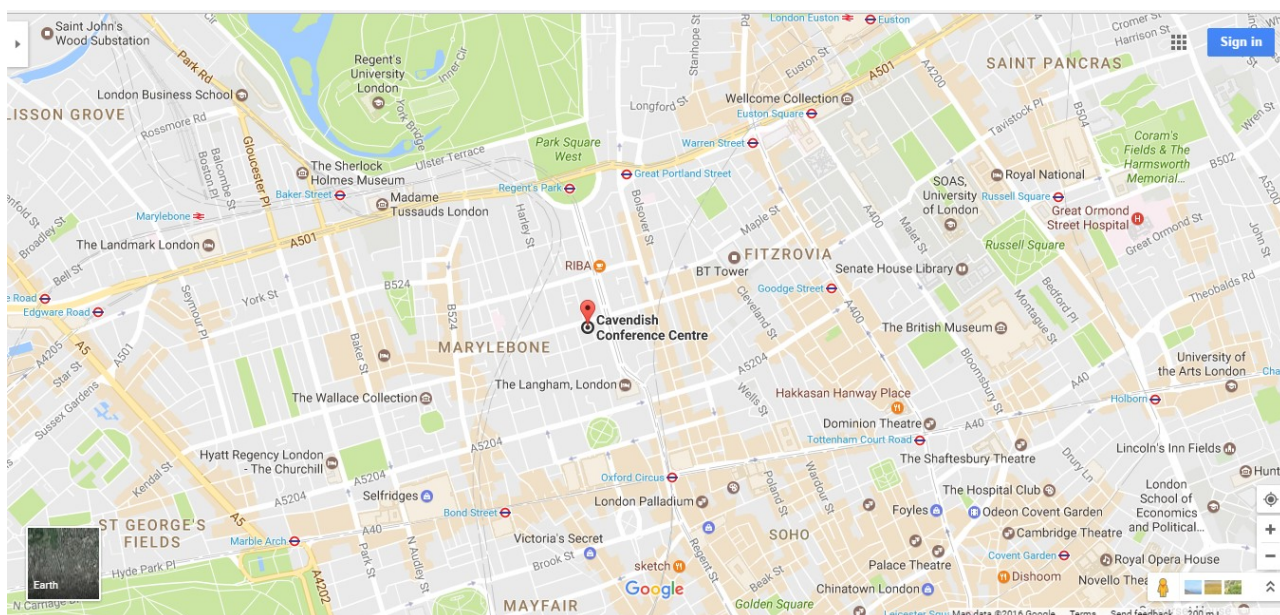 Saint John's
Wood Substation
Park Rd
Regent's
University
London
Inner Cir
York Bridge
Stanhope St
London Euston
Euston
Euston St
A501
A4200
SAINT PANCRAS
Cromer St
Harrison St
Sign in
London Business School
LISSON GROVE
Rossmore Rd
Longford St
Wellcome Collection
Euston Square
Tavistock Pl
B504
Wren St
Balcombe St
Boston Pl
Gloucester Pl
Ulster Terrace
Park Square
West
Warren Street
Coram's
Fields & The
Harmsworth
Memorial...
B502
The Sherlock
Holmes Museum
Baker Street
Madame
Tussauds London
Regent's Park
Great Portland Street
SOAS,
University
of London
Royal National
Russell Square
Marylebone
Harley St
Bolsover St
Maple St
A400
Malet St
Great Ormond
Street Hospital
Great Ormond St
John St
Broadley St
The Landmark London
A501
Bell St
RIBA
BT Tower
FITZROVIA
Senate House Library
Russell Square
Bedford Pl
Theobalds Rd
York St
B524
Goodge Street
Edgware Road
Seymour Pl
B524
Cavendish
Conference Centre
Cleveland St
A400
The British Museum
Montague St
A4205
A501
A5
Star St
Baker St
MARYLEBONE
A5204
Bloomsbury St
University of
the Arts London
Sussex Gardens
The Wallace Collection
The Langham, London
Wells St
Hakkasan Hanway Place
A40
Holborn
Dominion Theatre
A40
Tottenham Court Road
A5204
Hyatt Regency London
- The Churchill
The Shaftesbury Theatre
Drury Ln
Lincoln's Inn Fields
Kendal St
A5204
Selfridges
Oxford Circus
London Palladium
Poland St
Wardour St
The Hospital Club
London
School of
Economics
and Political...
A5
Bond Street
Foyles
Odeon Covent Garden
ST GEORGE'S
FIELDS
A40
Marble Arch
Victoria's Secret
SOHO
Cambridge Theatre
Hyde Park Pl
Park St
N Audley St
Brook St
Regent St
Palace Theatre
Covent Garden
Royal Opera House
Earth
A4202
sketch
Google
Dishoom
Chinatown London
MAYFAIR
Golden Square
Map data ©2016 Google
Terms
Send feedback
200 m